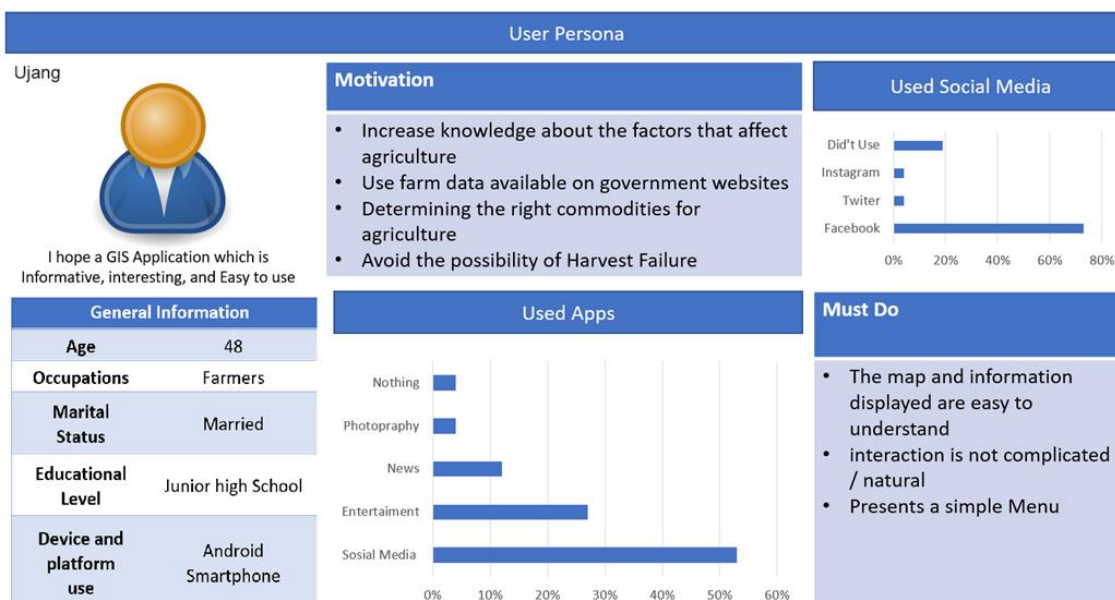 User Persona
Ujang
I hope a GIS Application which is
Informative, interesting, and Easy to use
General Information
Age 48
Occupations Farmers
Marital
Status
Married
Educational
Level
Junior high School
Device and
platform
use
Android
Smartphone
Motivation
• Increase knowledge about the factors that affect
agriculture
• Use farm data available on government websites
• Determining the right commodities for
agriculture
• Avoid the possibility of Harvest Failure
Used Apps
Nothing
Photopraphy
News
Entertaiment
Sosial Media
0% 10% 20% 30% 40% 50% 60%
Used Social Media
Did't Use
Instagram
Twiter
Facebook
0% 20% 40% 60% 80%
Must Do
• The map and information
displayed are easy to
understand
• interaction is not complicated
/ natural
• Presents a simple Menu